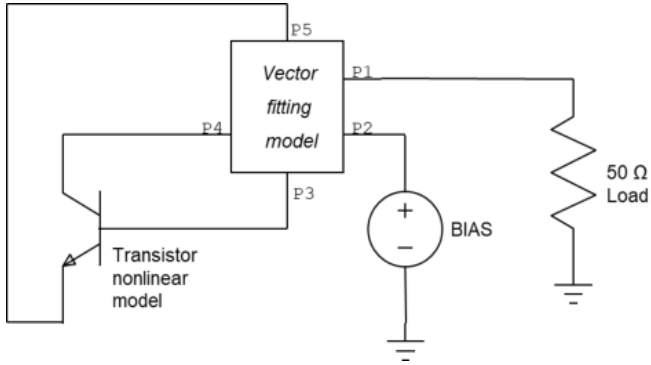 P5
Vector
fitting
model
P1
P4
P2
P3
50 Ω
Load
+
−
BIAS
Transistor
nonlinear
model